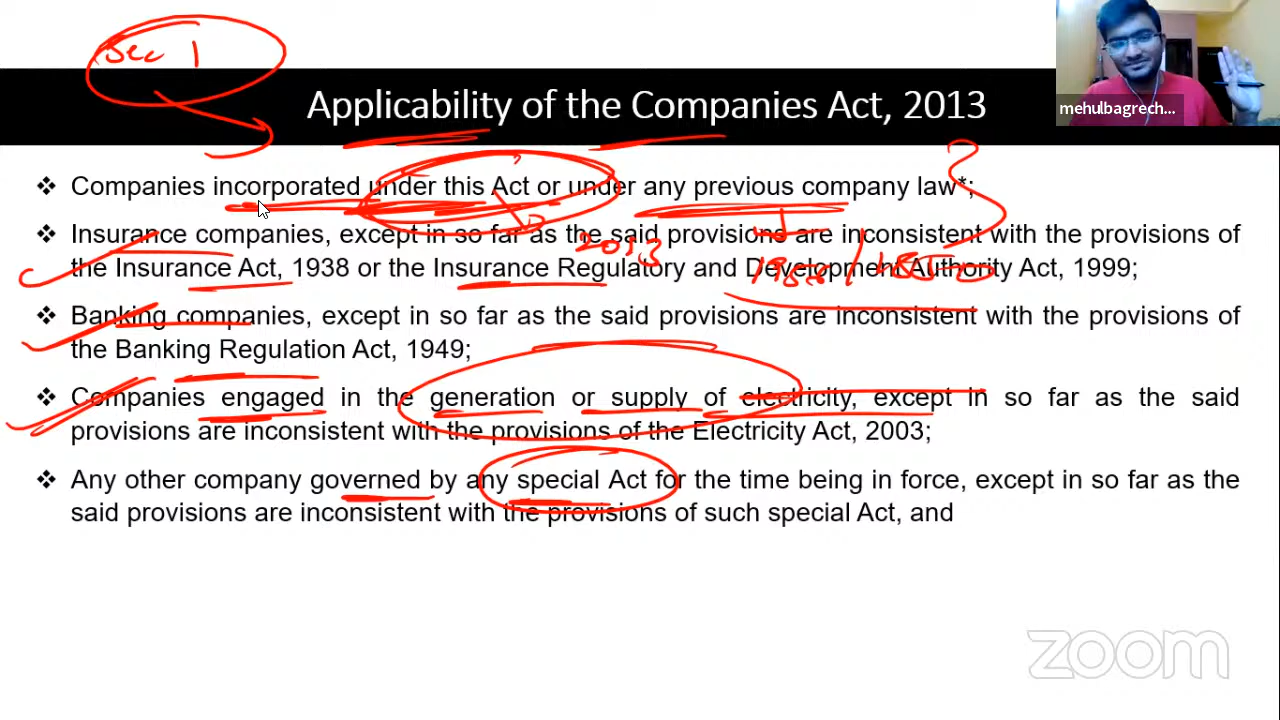 Sec 1
mehulbagrech...
Applicability of the Companies Act, 2013
❖ Companies incorporated under this Act or under any previous company law*;
❖ Insurance companies, except in so far as the said provisions are inconsistent with the provisions of
2013
the Insurance Act, 1938 or the Insurance Regulatory and Development Authority Act, 1999;
❖ Banking companies, except in so far as the said provisions are inconsistent with the provisions of
the Banking Regulation Act, 1949;
❖ Companies engaged in the generation or supply of electricity, except in so far as the said
provisions are inconsistent with the provisions of the Electricity Act, 2003;
❖ Any other company governed by any special Act for the time being in force, except in so far as the
said provisions are inconsistent with the provisions of such special Act, and
zoom